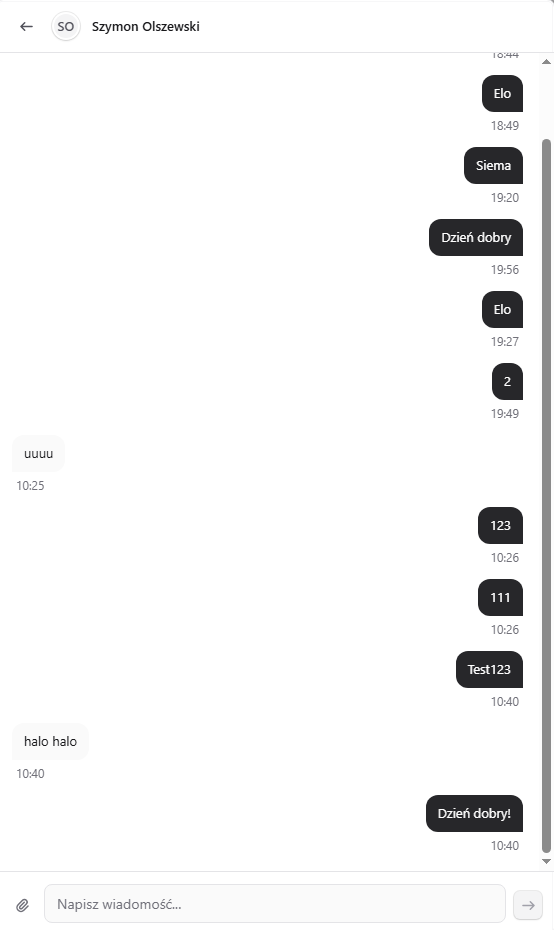 SO
Szymon Olszewski
18:44
Elo
18:49
Siema
19:20
Dzień dobry
19:56
Elo
19:27
2
19:49
uuuu
10:25
123
10:26
111
10:26
Test123
10:40
halo halo
10:40
Dzień dobry!
10:40
Napisz wiadomość...